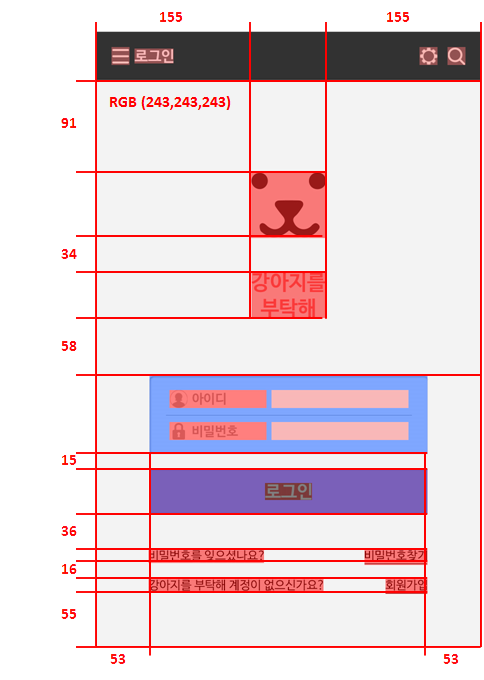 155 155
로그인
RGB (243,243,243)
91
34
강아지를
부탁해
58
아이디
비밀번호
15
로그인
36
비밀번호를 잊으셨나요? 비밀번호찾기
16
강아지를 부탁해 계정이 없으신가요? 회원가입
55
53 53